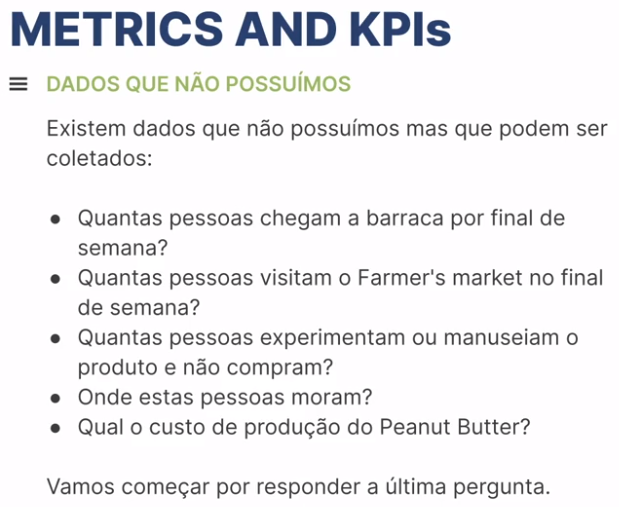 METRICS AND KPIs
DADOS QUE NÃO POSSUÍMOS
Existem dados que não possuímos mas que podem ser
coletados:
● Quantas pessoas chegam a barraca por final de
semana?
● Quantas pessoas visitam o Farmer's market no final
de semana?
● Quantas pessoas experimentam ou manuseiam o
produto e não compram?
● Onde estas pessoas moram?
● Qual o custo de produção do Peanut Butter?
Vamos começar por responder a última pergunta.